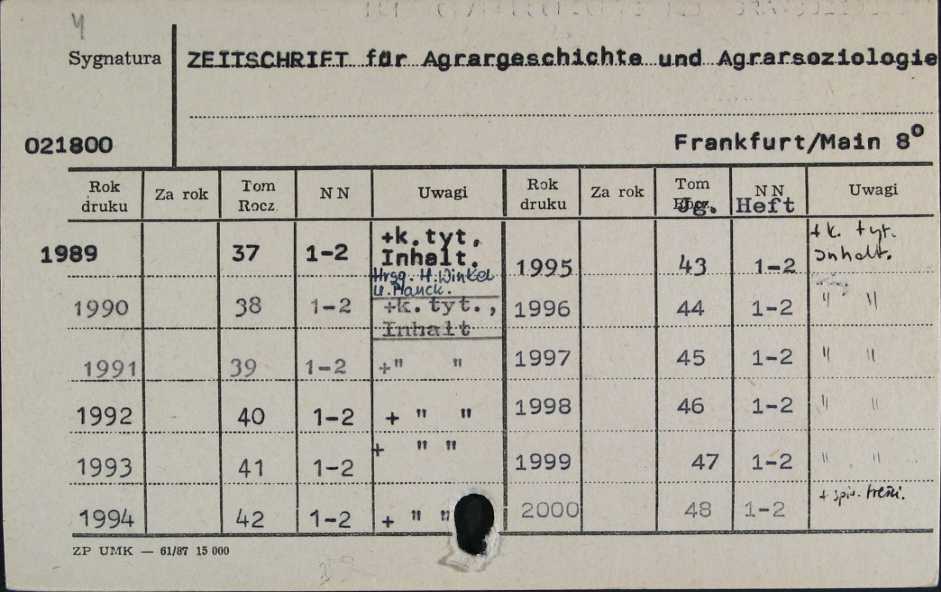 4
Sygnatura
ZEITSCHRIFT für Agrargeschichte und Agrarsoziologie
021800
Frankfurt/Main 8°
Rok druku Za rok Tom Rocz. N N Uwagi Rok druku Za rok Tom Jg. N N Heft Uwagi
1989 37 1-2 +k.tyt, Inhalt. Hrsg. H. Winkel
1990 38 1-2 +k.tyt., Inhalt
1991 39 1-2 +" "
1992 40 1-2 + " "
1993 41 1-2 + " "
1994 42 1-2 + " "
1995 43 1-2 +k. tyt. Inhalt.
1996 44 1-2 " "
1997 45 1-2 " "
1998 46 1-2 " "
1999 47 1-2 " "
2000 48 1-2 + spis. treści.
ZP UMK — 61/87 15 000